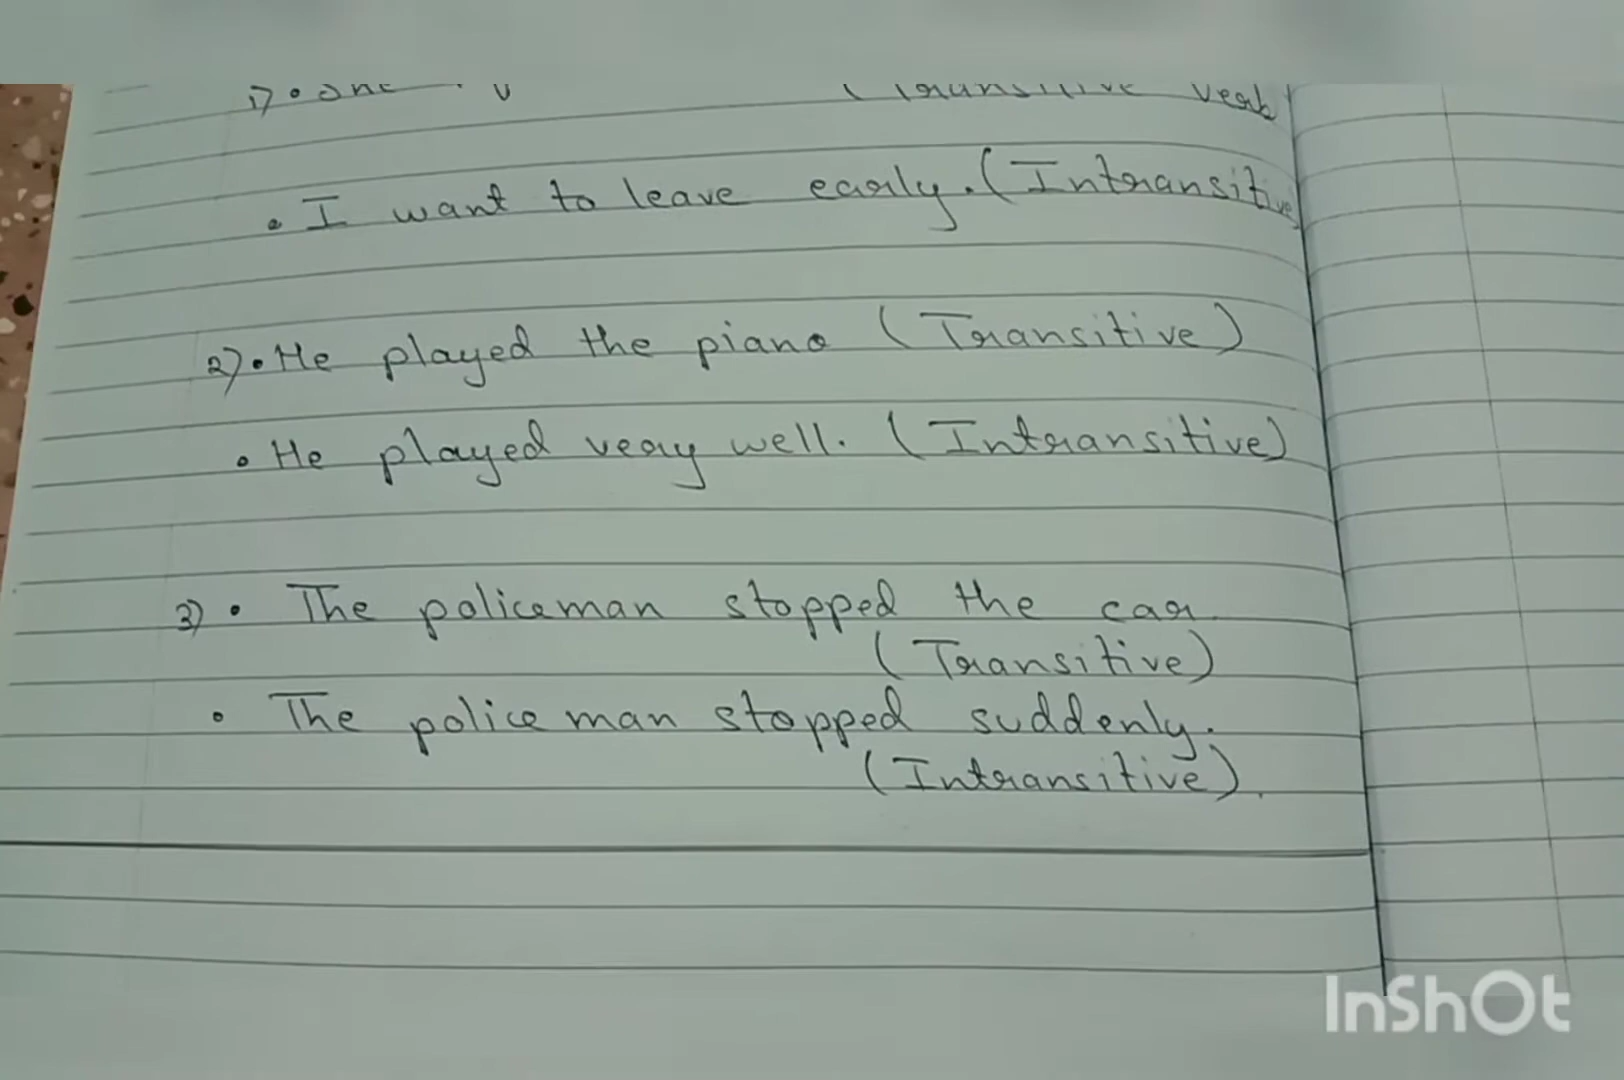 1) •
verb
• I want to leave early. (Intransitive)
2) • He played the piano (Transitive)
• He played very well. (Intransitive)
3) • The policeman stopped the car.
(Transitive)
• The police man stopped suddenly.
(Intransitive).
InShOt